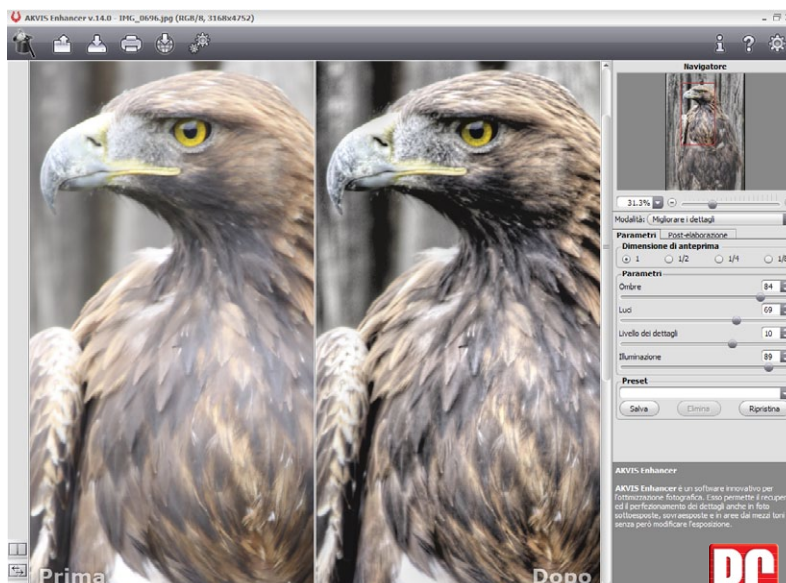 AKVIS Enhancer v.14.0 - IMG_0696.jpg (RGB/8, 3168x4752)
Navigatore
31.3%
Modalità: Migliorare i dettagli
Parametri Post-elaborazione
Dimensione di anteprima
1 1/2 1/4
Parametri
Ombre 84
Luci 69
Livello dei dettagli 10
Illuminazione 89
Preset
Salva Elimina Ripristina
AKVIS Enhancer
AKVIS Enhancer è un software innovativo per
l'ottimizzazione fotografica. Esso permette il recuper
ed il perfezionamento dei dettagli anche in foto
sottoesposte, sovraesposte e in aree dai mezzi toni
senza però modificare l'esposizione.
Prima Dopo